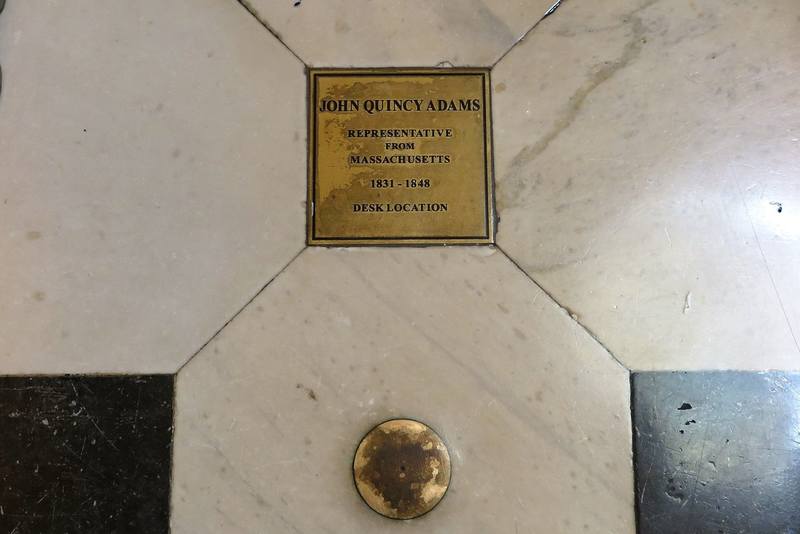 JOHN QUINCY ADAMS
REPRESENTATIVE
FROM
MASSACHUSETTS
1831 - 1848
DESK LOCATION